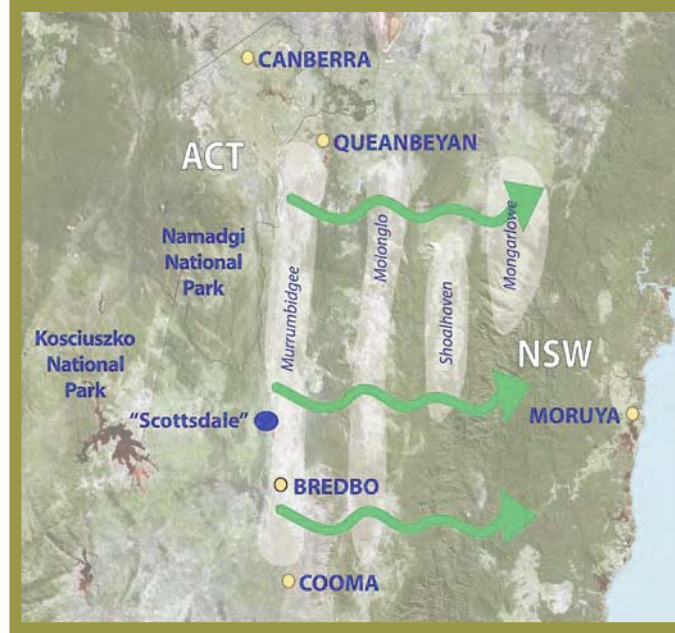 CANBERRA
QUEANBEYAN
ACT
Namadgi
National
Park
Murrumbidgee
Molonglo
Shoalhaven
Mongarlowe
Kosciuszko
National
Park
NSW
"Scottsdale"
MORUYA
BREDBO
COOMA